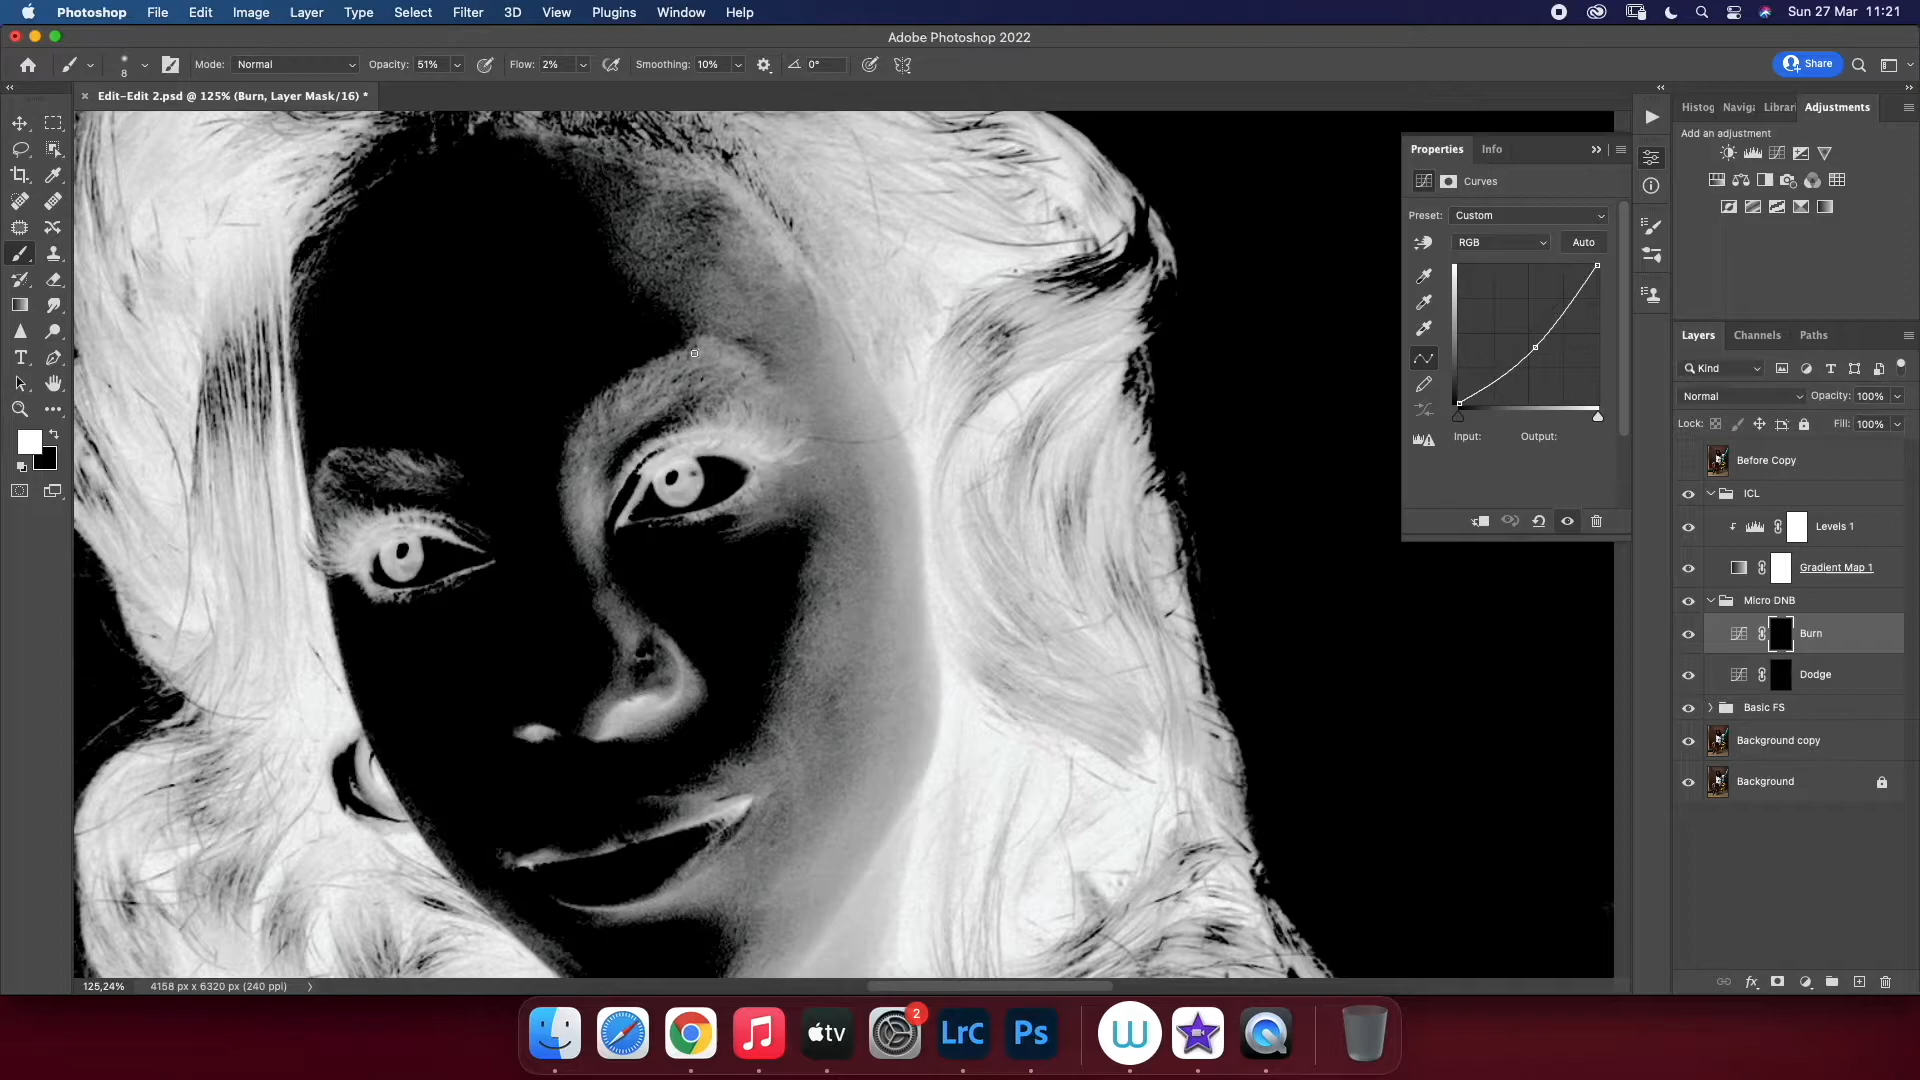 Photoshop File Edit Image Layer Type Select Filter 3D View Plugins Window Help Sun 27 Mar 11:21
Adobe Photoshop 2022
8 Mode: Normal Opacity: 51% Flow: 2% Smoothing: 10% 0° Share
Edit-Edit 2.psd @ 125% (Burn, Layer Mask/16) *
Histog Naviga Librari Adjustments
Add an adjustment
Properties Info
Curves
Preset: Custom
RGB Auto
Input: Output:
Layers Channels Paths
Kind
Normal Opacity: 100%
Lock: Fill: 100%
Before Copy
ICL
Levels 1
Gradient Map 1
Micro DNB
Burn
Dodge
Basic FS
Background copy
Background
125,24% 4158 px x 6320 px (240 ppi)
tv 2 LrC Ps W